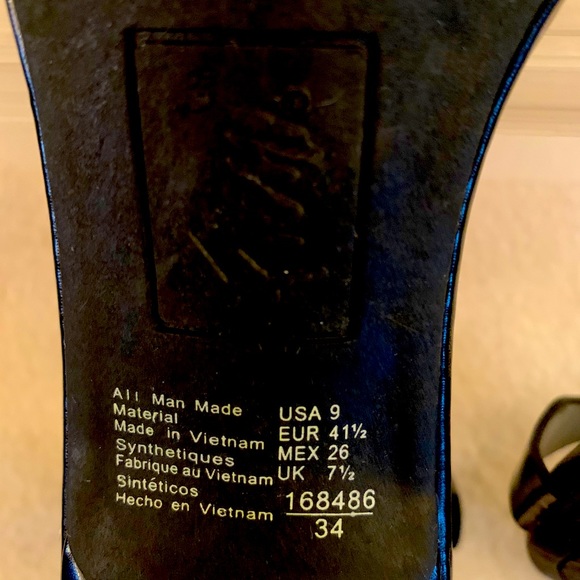 All Man Made
Material
Made in Vietnam
Synthetiques
Fabrique au Vietnam
Sintéticos
Hecho en Vietnam
USA 9
EUR 41½
MEX 26
UK 7½
168486
34